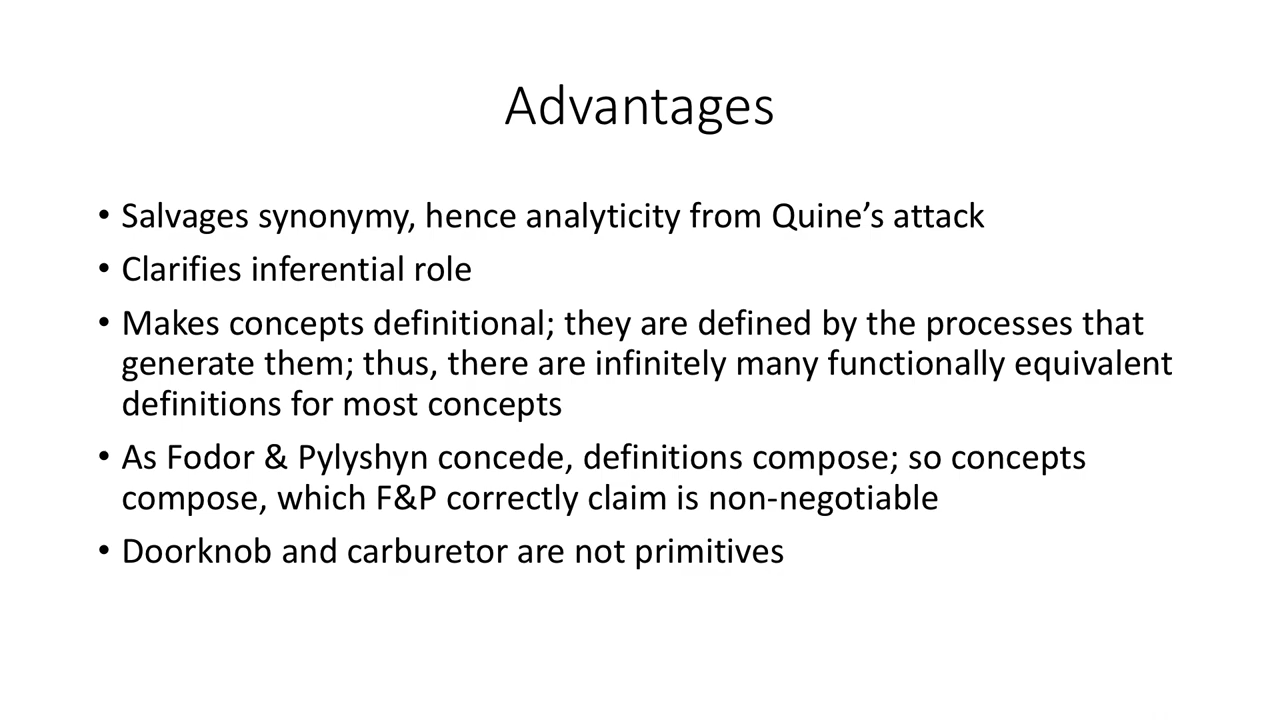 Advantages
• Salvages synonymy, hence analyticity from Quine’s attack
• Clarifies inferential role
• Makes concepts definitional; they are defined by the processes that
generate them; thus, there are infinitely many functionally equivalent
definitions for most concepts
• As Fodor & Pylyshyn concede, definitions compose; so concepts
compose, which F&P correctly claim is non-negotiable
• Doorknob and carburetor are not primitives